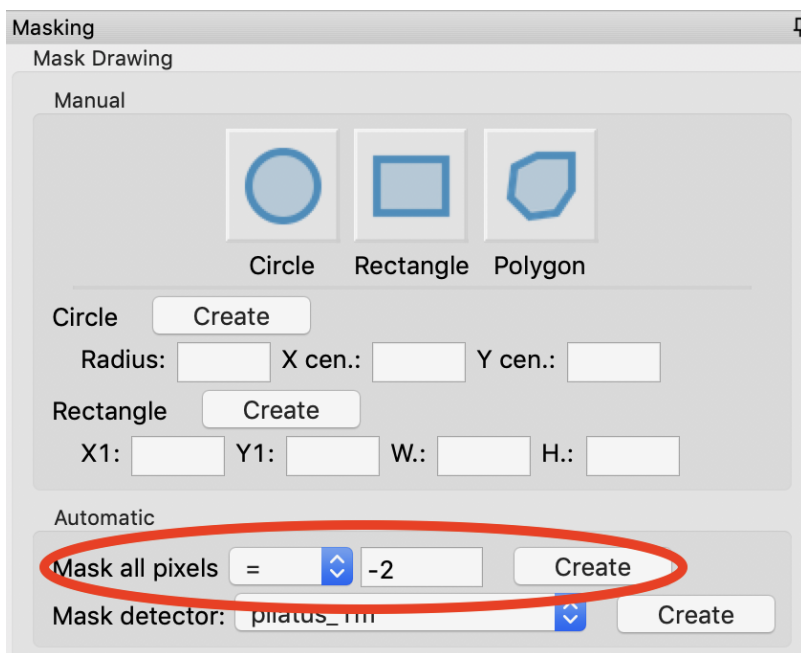 Masking
Mask Drawing
Manual
Circle Rectangle Polygon
Circle Create
Radius: X cen.: Y cen.:
Rectangle Create
X1: Y1: W.: H.:
Automatic
Mask all pixels = -2 Create
Mask detector: pilatus_1m Create